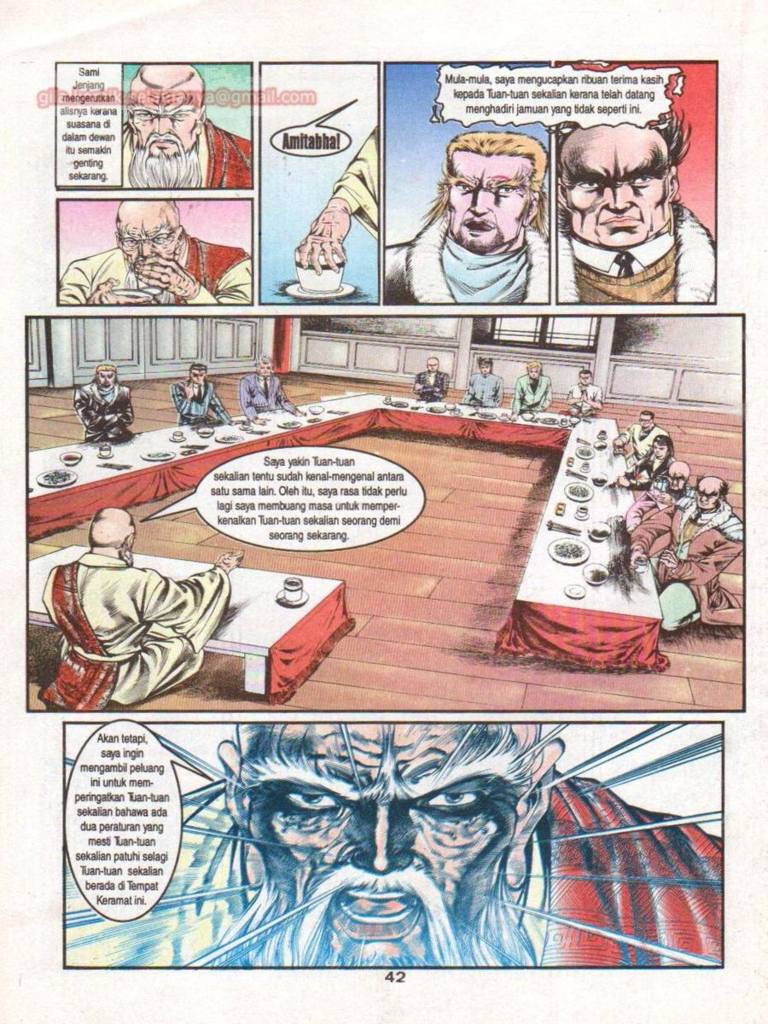 Sami
Jenjang
mengerutkan
alisnya kerana
suasana di
dalam dewan
itu semakin
genting
sekarang.
Amitabha!
Mula-mula, saya mengucapkan ribuan terima kasih
kepada Tuan-tuan sekalian kerana telah datang
menghadiri jamuan yang tidak seperti ini.
Saya yakin Tuan-tuan
sekalian tentu sudah kenal-mengenal antara
satu sama lain. Oleh itu, saya rasa tidak perlu
lagi saya membuang masa untuk memper-
kenalkan Tuan-tuan sekalian seorang demi
seorang sekarang.
Akan tetapi,
saya ingin
mengambil peluang
ini untuk mem-
peringatkan Tuan-tuan
sekalian bahawa ada
dua peraturan yang
mesti Tuan-tuan
sekalian patuhi selagi
Tuan-tuan sekalian
berada di Tempat
Keramat ini.
42